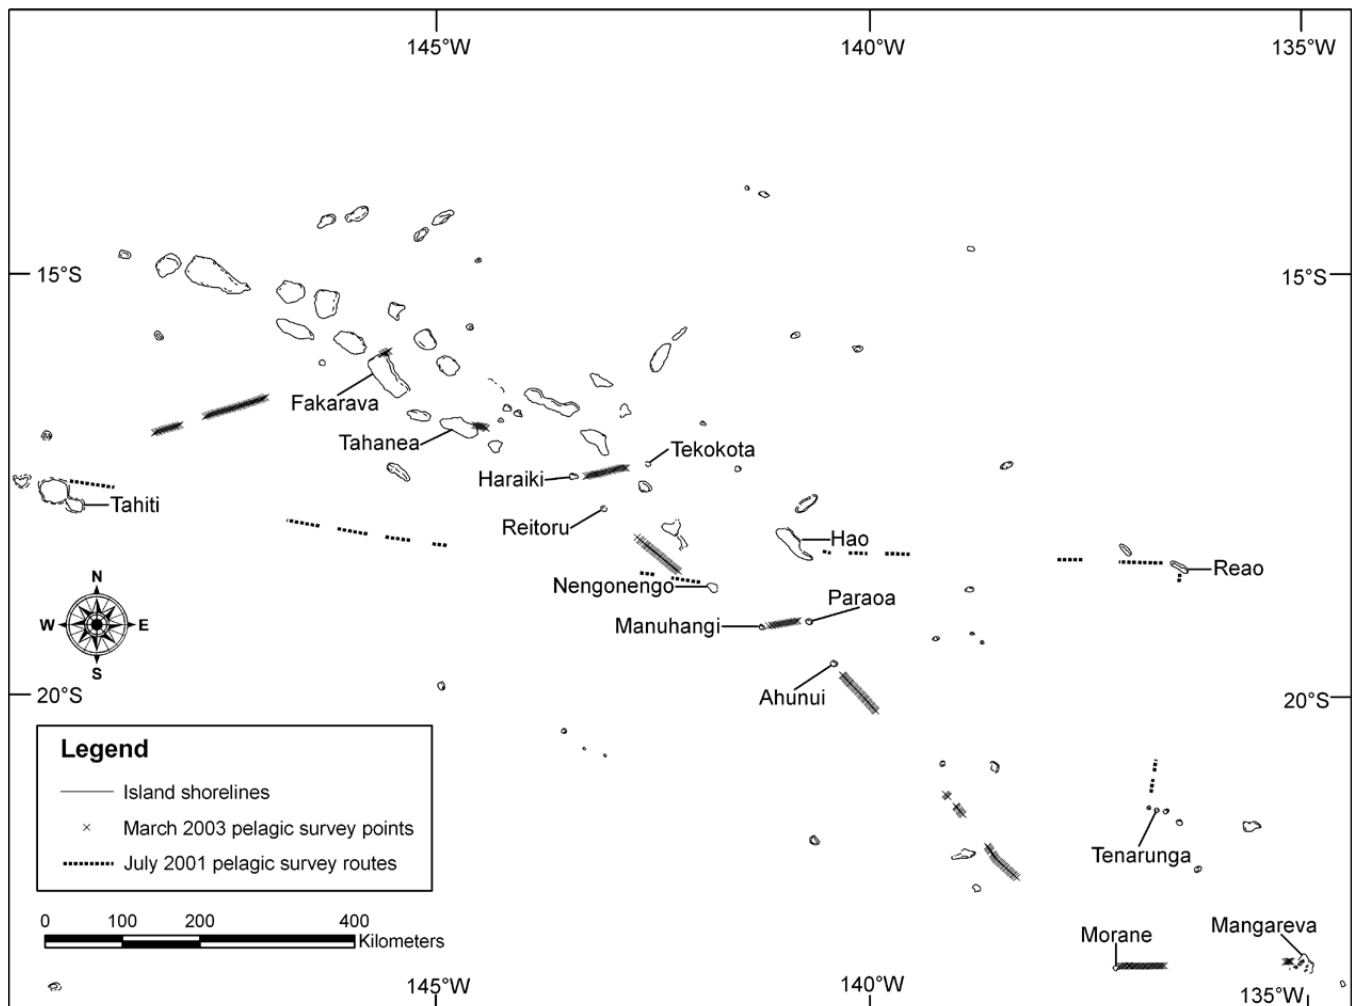 145°W 140°W 135°W
15°S 15°S
Fakarava
Tahanea
Tekokota
Haraiki
Tahiti
Reitoru
Hao
Reao
Nengonengo
Paraoa
Manuhangi
N
W E
S
Ahunui
20°S 20°S
Legend
Island shorelines
March 2003 pelagic survey points
July 2001 pelagic survey routes
Tenarunga
0 100 200 400
Kilometers
Morane
Mangareva
145°W 140°W 135°W